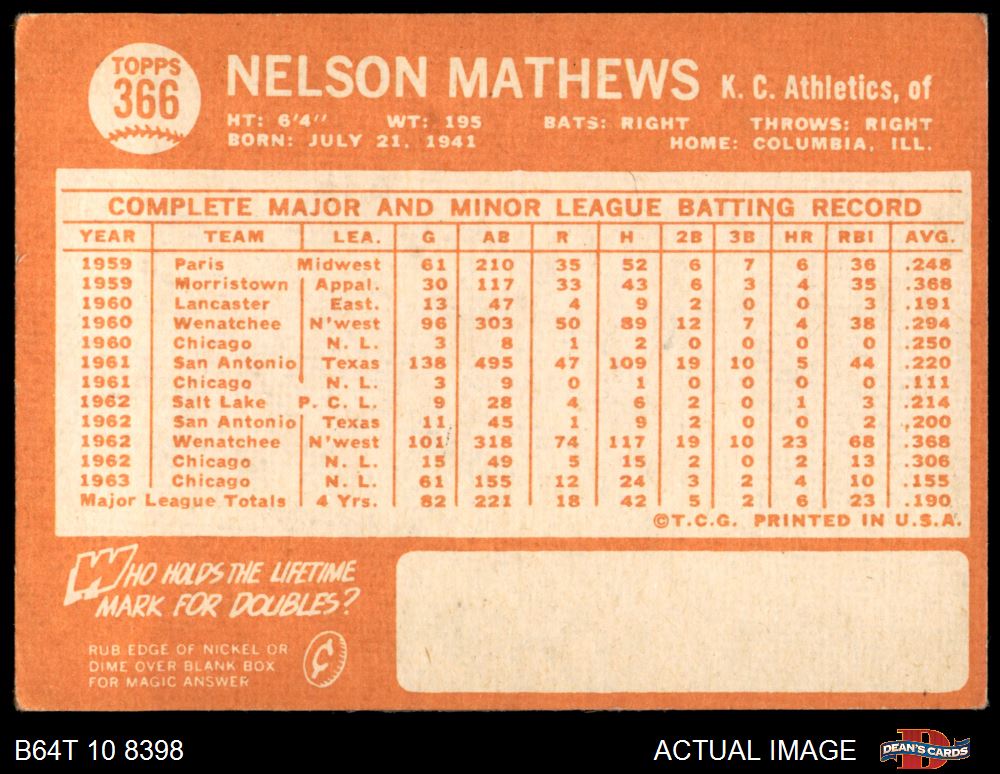 TOPPS
366
NELSON MATHEWS K. C. Athletics, of
HT: 6'4" WT: 195 BATS: RIGHT THROWS: RIGHT
BORN: JULY 21, 1941 HOME: COLUMBIA, ILL.
COMPLETE MAJOR AND MINOR LEAGUE BATTING RECORD
YEAR TEAM LEA. G AB R H 2B 3B HR RBI AVG.
1959 Paris Midwest 61 210 35 52 6 7 6 36 .248
1959 Morristown Appal. 30 117 33 43 6 3 4 35 .368
1960 Lancaster East. 13 47 4 9 2 0 0 3 .191
1960 Wenatchee N'west 96 303 50 89 12 7 4 38 .294
1960 Chicago N. L. 3 8 1 2 0 0 0 0 .250
1961 San Antonio Texas 138 495 47 109 19 10 5 44 .220
1961 Chicago N. L. 3 9 0 1 0 0 0 0 .111
1962 Salt Lake P. C. L. 9 28 4 6 2 0 1 3 .214
1962 San Antonio Texas 11 45 1 9 2 0 0 2 .200
1962 Wenatchee N'west 101 318 74 117 19 10 23 68 .368
1962 Chicago N. L. 15 49 5 15 2 0 2 13 .306
1963 Chicago N. L. 61 155 12 24 3 2 4 10 .155
Major League Totals 4 Yrs. 82 221 18 42 5 2 6 23 .190
©T.C.G. PRINTED IN U.S.A.
WHO HOLDS THE LIFETIME
MARK FOR DOUBLES?
RUB EDGE OF NICKEL OR
DIME OVER BLANK BOX
FOR MAGIC ANSWER
¢
B64T 10 8398 ACTUAL IMAGE DEAN'S CARDS